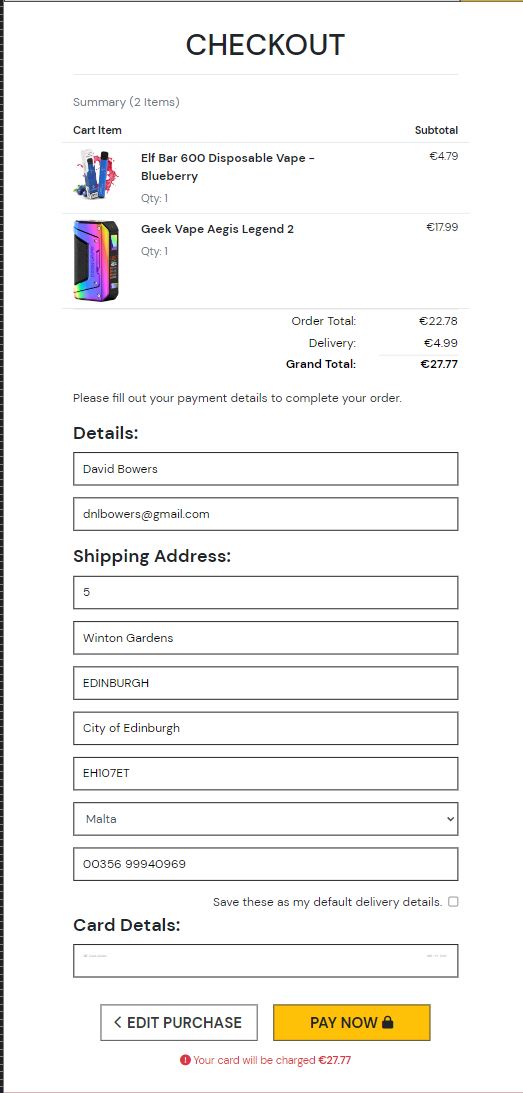 CHECKOUT
Summary (2 Items)
Cart Item Subtotal
Elf Bar 600 Disposable Vape - €4.79
Blueberry
Qty: 1
Geek Vape Aegis Legend 2 €17.99
Qty: 1
Order Total: €22.78
Delivery: €4.99
Grand Total: €27.77
Please fill out your payment details to complete your order.
Details:
David Bowers
dnlbowers@gmail.com
Shipping Address:
5
Winton Gardens
EDINBURGH
City of Edinburgh
EH107ET
Malta
00356 99940969
Save these as my default delivery details.
Card Detals:
EDIT PURCHASE PAY NOW
Your card will be charged €27.77